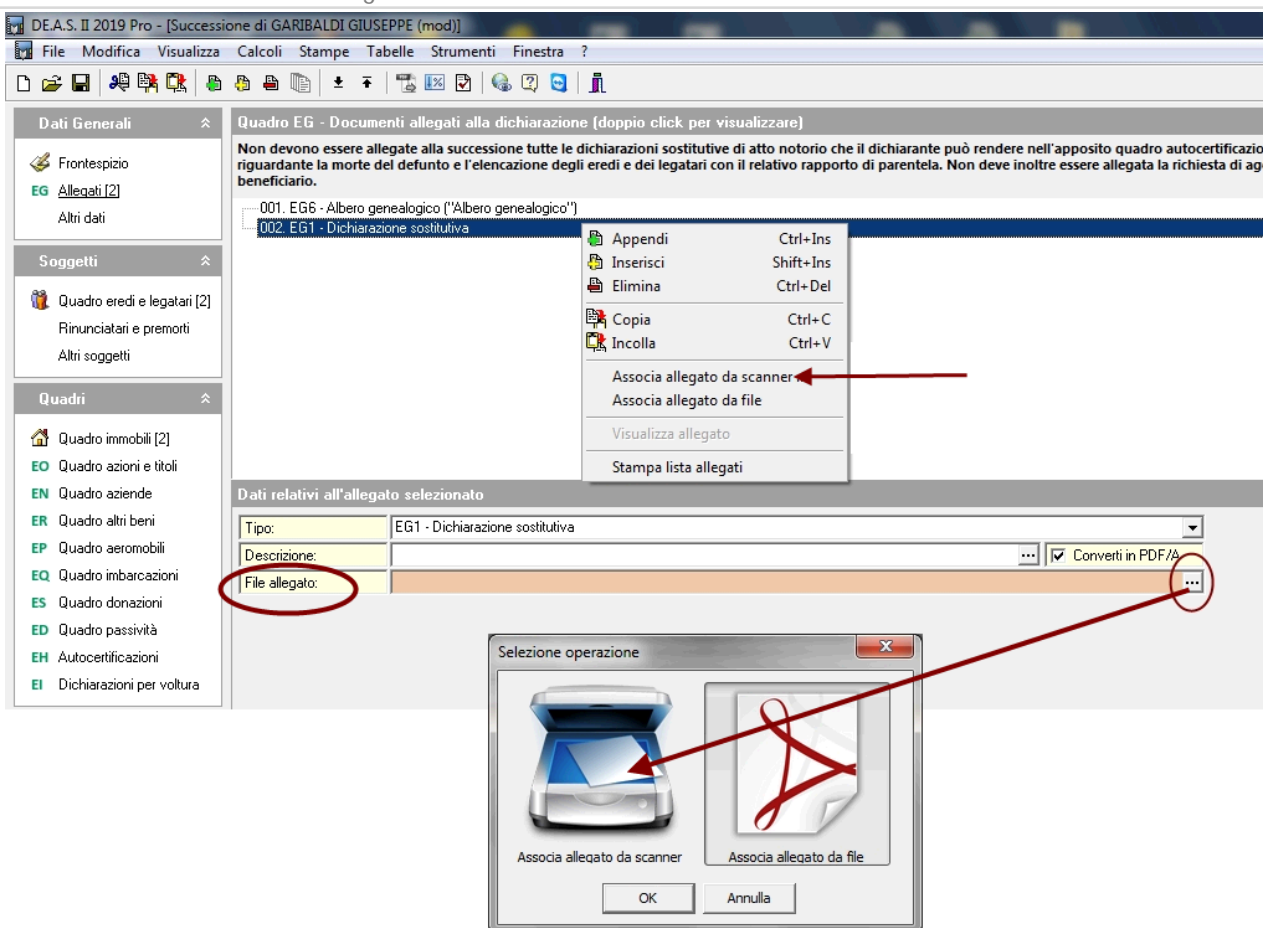 DE.A.S. II 2019 Pro - [Successione di GARIBALDI GIUSEPPE (mod)]
File Modifica Visualizza Calcoli Stampe Tabelle Strumenti Finestra ?
Dati Generali
Frontespizio
EG Allegati [2]
Altri dati
Soggetti
Quadro eredi e legatari [2]
Rinunciatari e premorti
Altri soggetti
Quadri
Quadro immobili [2]
EO Quadro azioni e titoli
EN Quadro aziende
ER Quadro altri beni
EP Quadro aeromobili
EQ Quadro imbarcazioni
ES Quadro donazioni
ED Quadro passività
EH Autocertificazioni
EI Dichiarazioni per voltura
Quadro EG - Documenti allegati alla dichiarazione (doppio click per visualizzare)
Non devono essere allegate alla successione tutte le dichiarazioni sostitutive di atto notorio che il dichiarante può rendere nell'apposito quadro autocertificazio
riguardante la morte del defunto e l'elencazione degli eredi e dei legatari con il relativo rapporto di parentela. Non deve inoltre essere allegata la richiesta di ag
beneficiario.
001. EG6 - Albero genealogico ("Albero genealogico")
002. EG1 - Dichiarazione sostitutiva
Appendi Ctrl+Ins
Inserisci Shift+Ins
Elimina Ctrl+Del
Copia Ctrl+C
Incolla Ctrl+V
Associa allegato da scanner
Associa allegato da file
Visualizza allegato
Stampa lista allegati
Dati relativi all'allegato selezionato
Tipo: EG1 - Dichiarazione sostitutiva
Descrizione: ... Converti in PDF/A
File allegato: ...
Selezione operazione
Associa allegato da scanner Associa allegato da file
OK Annulla